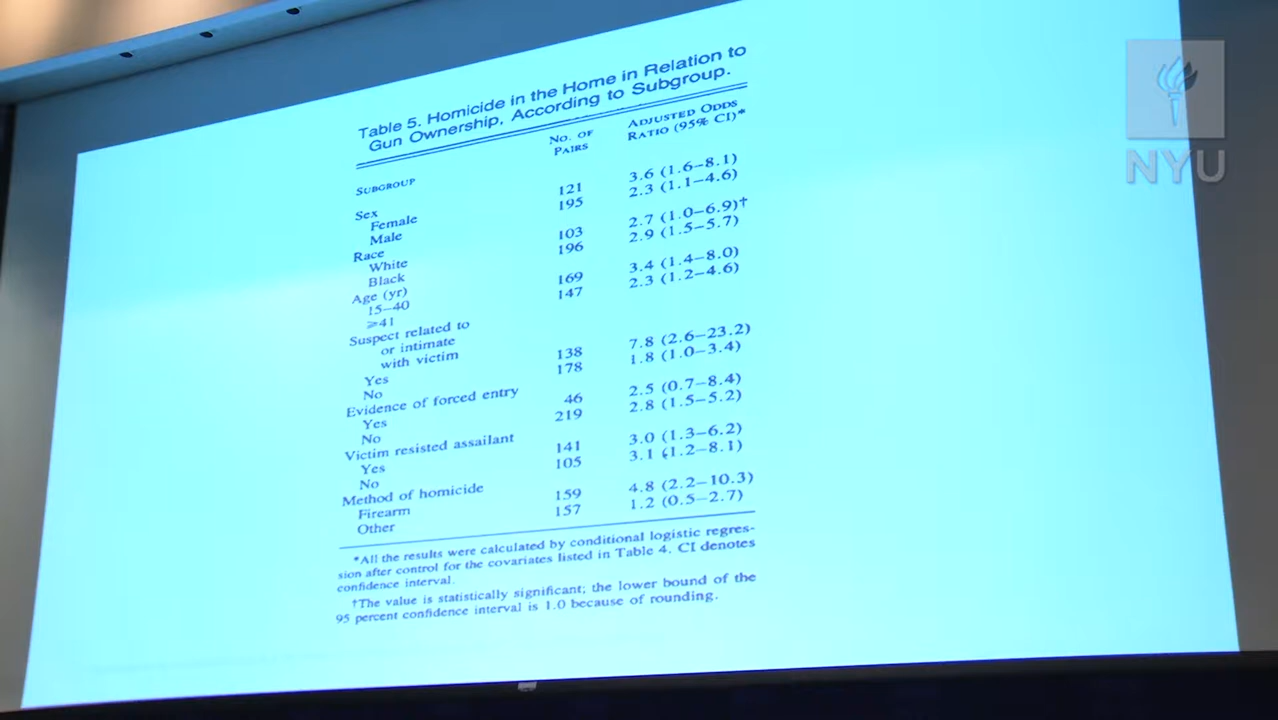 Table 5. Homicide in the Home in Relation to
Gun Ownership, According to Subgroup.
SUBGROUP NO. OF PAIRS ADJUSTED ODDS RATIO (95% CI)*
Sex
Female 121 3.6 (1.6–8.1)
Male 195 2.3 (1.1–4.6)
Race
White 103 2.7 (1.0–6.9)†
Black 196 2.9 (1.5–5.7)
Age (yr)
15–40 169 3.4 (1.4–8.0)
≥41 147 2.3 (1.2–4.6)
Suspect related to
or intimate
with victim
Yes 138 7.8 (2.6–23.2)
No 178 1.8 (1.0–3.4)
Evidence of forced entry
Yes 46 2.5 (0.7–8.4)
No 219 2.8 (1.5–5.2)
Victim resisted assailant
Yes 141 3.0 (1.3–6.2)
No 105 3.1 (1.2–8.1)
Method of homicide
Firearm 159 4.8 (2.2–10.3)
Other 157 1.2 (0.5–2.7)
*All the results were calculated by conditional logistic regres-
sion after control for the covariates listed in Table 4. CI denotes
confidence interval.
†The value is statistically significant; the lower bound of the
95 percent confidence interval is 1.0 because of rounding.
NYU